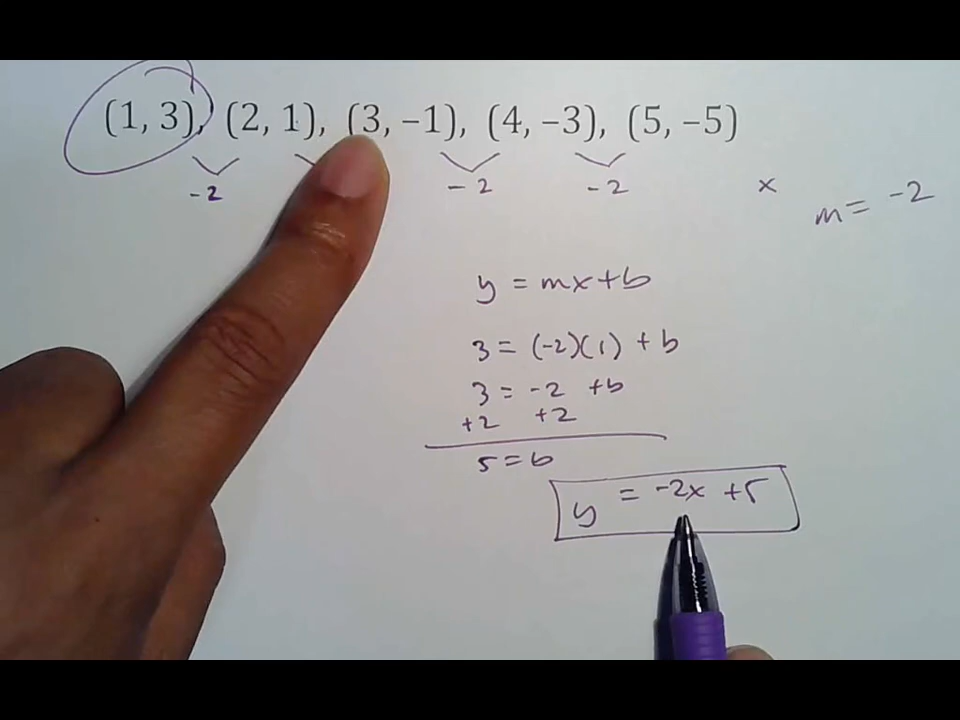 (1, 3), (2, 1), (3, −1), (4, −3), (5, −5)
-2 -2 -2 x
m = -2
y = mx+b
3 = (-2)(1) + b
3 = -2 +b
+2 +2
5 = b
y = -2x +5